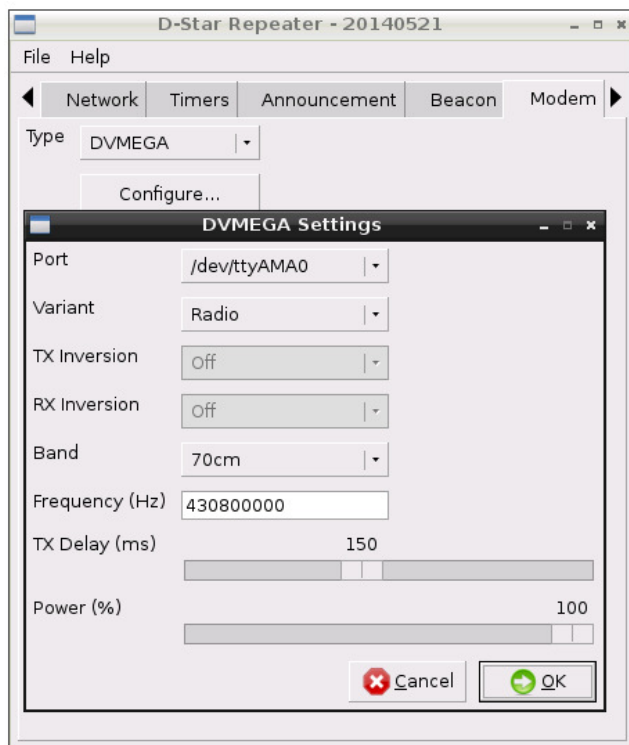 D-Star Repeater - 20140521
File Help
Network Timers Announcement Beacon Modem
Type DVMEGA
Configure...
DVMEGA Settings
Port /dev/ttyAMA0
Variant Radio
TX Inversion Off
RX Inversion Off
Band 70cm
Frequency (Hz) 430800000
TX Delay (ms) 150
Power (%) 100
Cancel OK